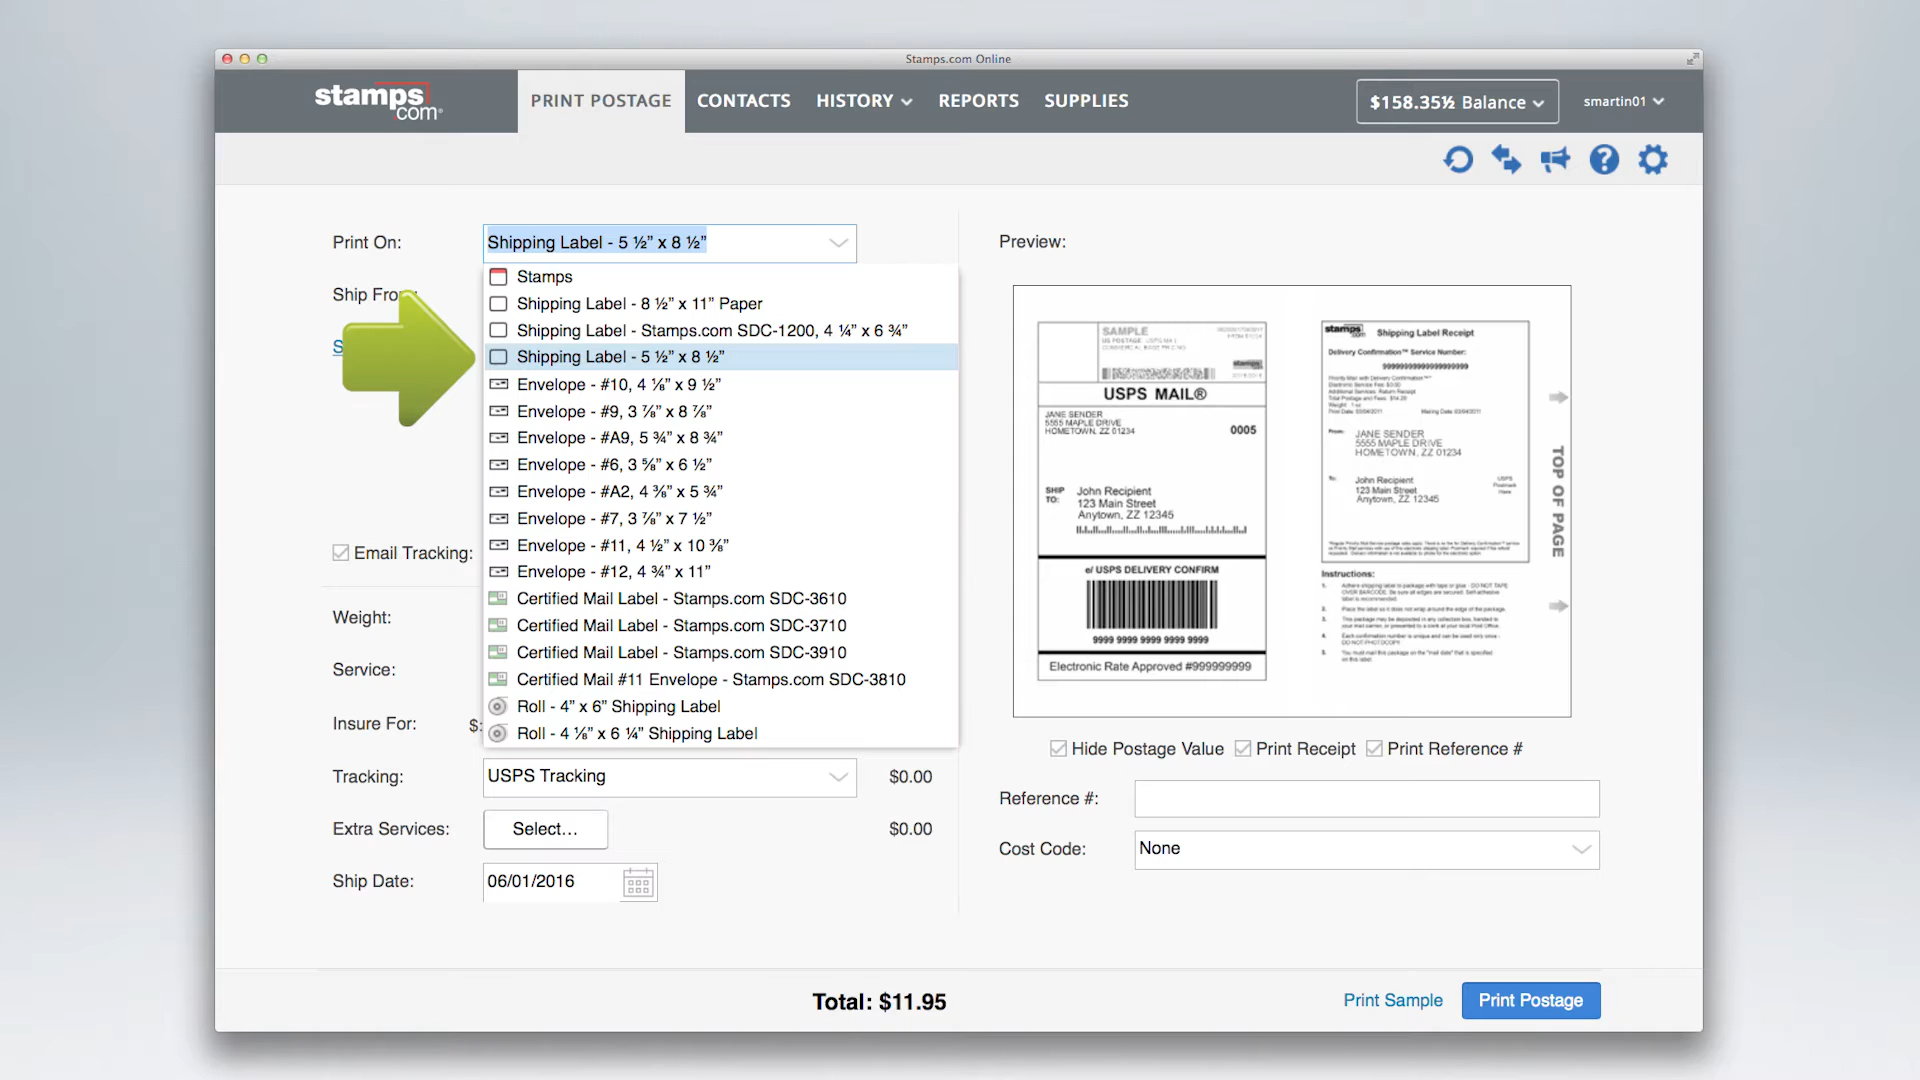 Stamps.com Online
stamps.com
PRINT POSTAGE
CONTACTS
HISTORY
REPORTS
SUPPLIES
$158.35½ Balance
smartin01
Print On:
Shipping Label - 5 ½” x 8 ½”
Stamps
Shipping Label - 8 ½” x 11” Paper
Shipping Label - Stamps.com SDC-1200, 4 ¼” x 6 ¾”
Shipping Label - 5 ½” x 8 ½”
Envelope - #10, 4 ⅛” x 9 ½”
Envelope - #9, 3 ⅞” x 8 ⅞”
Envelope - #A9, 5 ¾” x 8 ¾”
Envelope - #6, 3 ⅝” x 6 ½”
Envelope - #A2, 4 ⅜” x 5 ¾”
Envelope - #7, 3 ⅞” x 7 ½”
Envelope - #11, 4 ½” x 10 ⅜”
Envelope - #12, 4 ¾” x 11”
Certified Mail Label - Stamps.com SDC-3610
Certified Mail Label - Stamps.com SDC-3710
Certified Mail Label - Stamps.com SDC-3910
Certified Mail #11 Envelope - Stamps.com SDC-3810
Roll - 4” x 6” Shipping Label
Roll - 4 ⅛” x 6 ¼” Shipping Label
Ship From:
S
Email Tracking:
Weight:
Service:
Insure For:
$
Tracking:
USPS Tracking
$0.00
Extra Services:
Select...
$0.00
Ship Date:
06/01/2016
Preview:
SAMPLE
stamps.com
USPS MAIL®
JANE SENDER
5555 MAPLE DRIVE
HOMETOWN, ZZ 01234
0005
SHIP TO:
John Recipient
123 Main Street
Anytown, ZZ 12345
e/ USPS DELIVERY CONFIRM
9999 9999 9999 9999 9999
Electronic Rate Approved #999999999
stamps.com
Shipping Label Receipt
Delivery Confirmation™ Service Number:
From:
JANE SENDER
5555 MAPLE DRIVE
HOMETOWN, ZZ 01234
To:
John Recipient
123 Main Street
Anytown, ZZ 12345
USPS
Postmark
Here
Instructions:
TOP OF PAGE
Hide Postage Value
Print Receipt
Print Reference #
Reference #:
Cost Code:
None
Total: $11.95
Print Sample
Print Postage